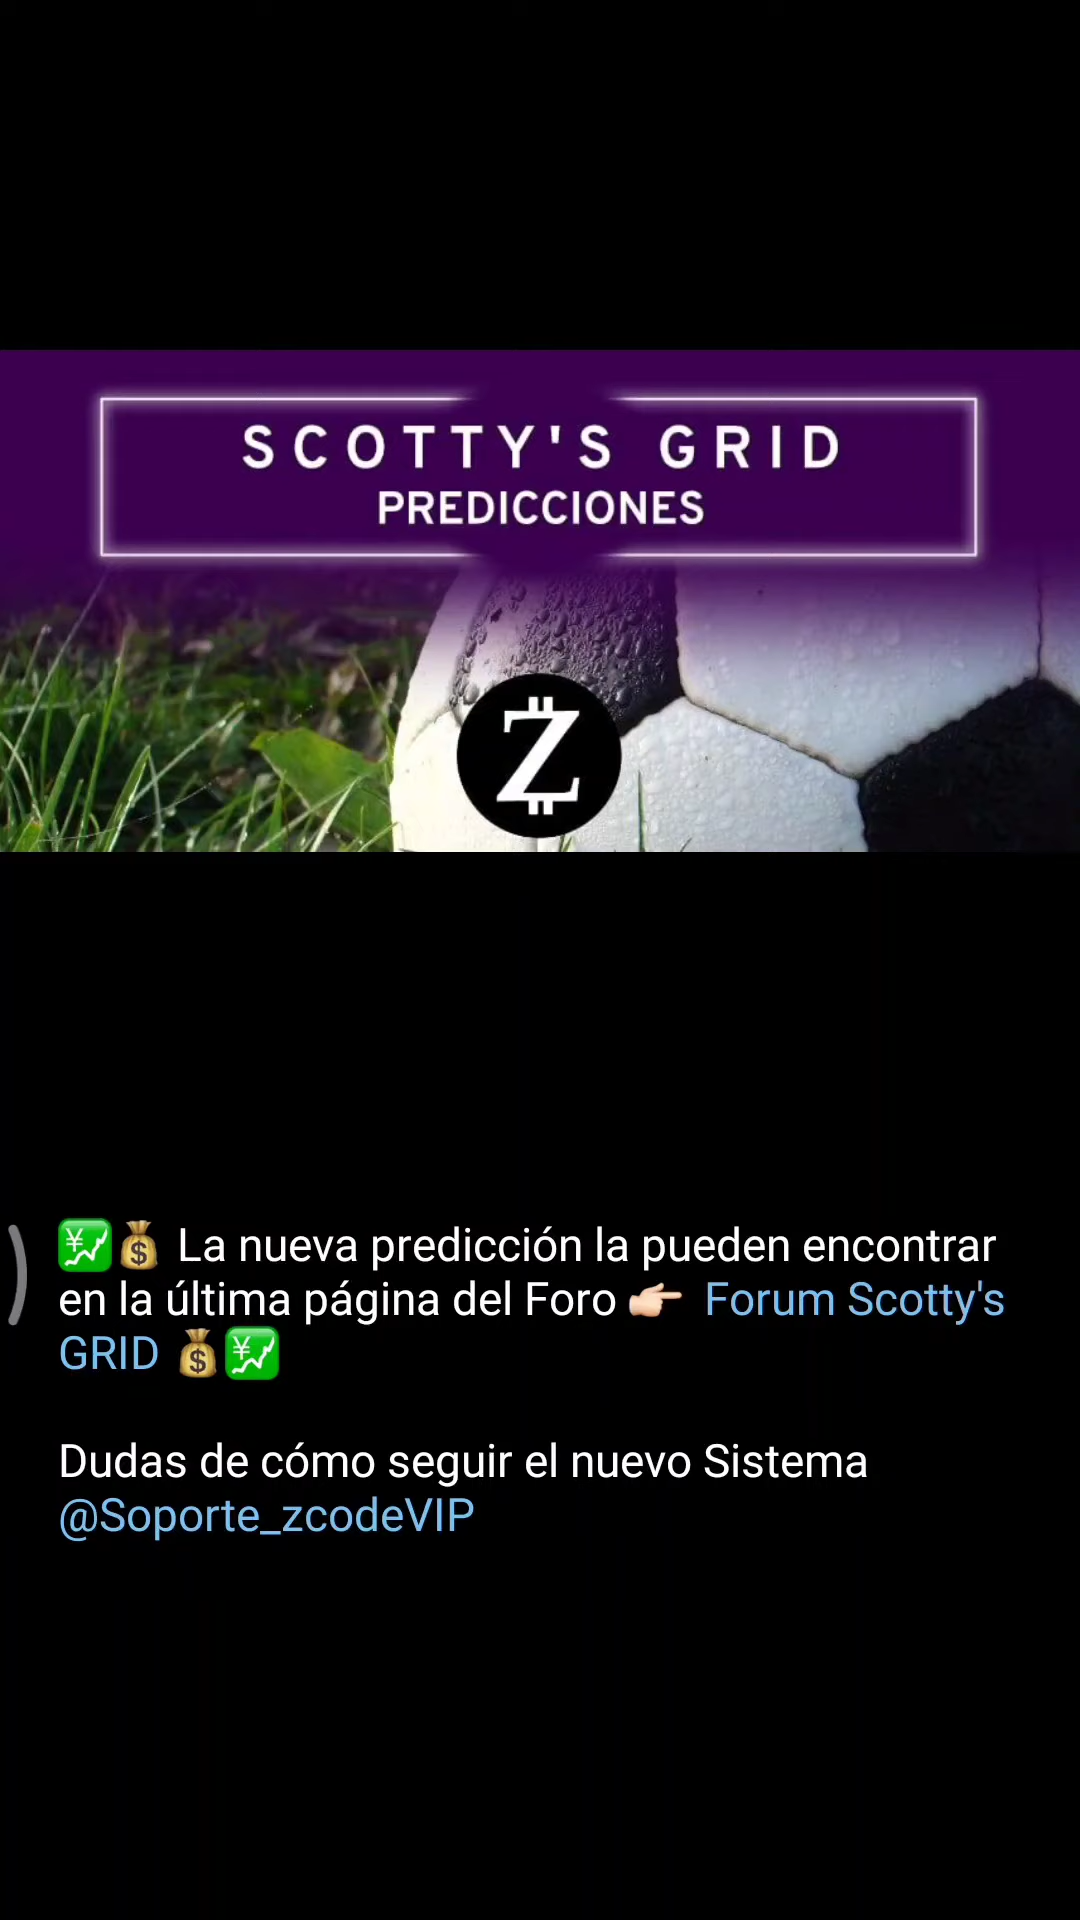 SCOTTY'S GRID
PREDICCIONES
Z
💹💰 La nueva predicción la pueden encontrar
en la última página del Foro 👉🏻 Forum Scotty's
GRID 💰💹
Dudas de cómo seguir el nuevo Sistema
@Soporte_zcodeVIP